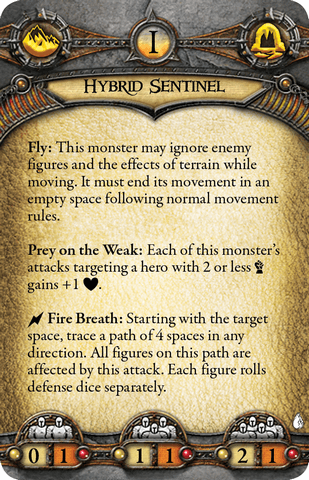 I
Hybrid Sentinel
Fly: This monster may ignore enemy
figures and the effects of terrain while
moving. It must end its movement in an
empty space following normal movement
rules.
Prey on the Weak: Each of this monster's
attacks targeting a hero with 2 or less
gains +1 .
Fire Breath: Starting with the target
space, trace a path of 4 spaces in any
direction. All figures on this path are
affected by this attack. Each figure rolls
defense dice separately.
0 1 1 1 2 1